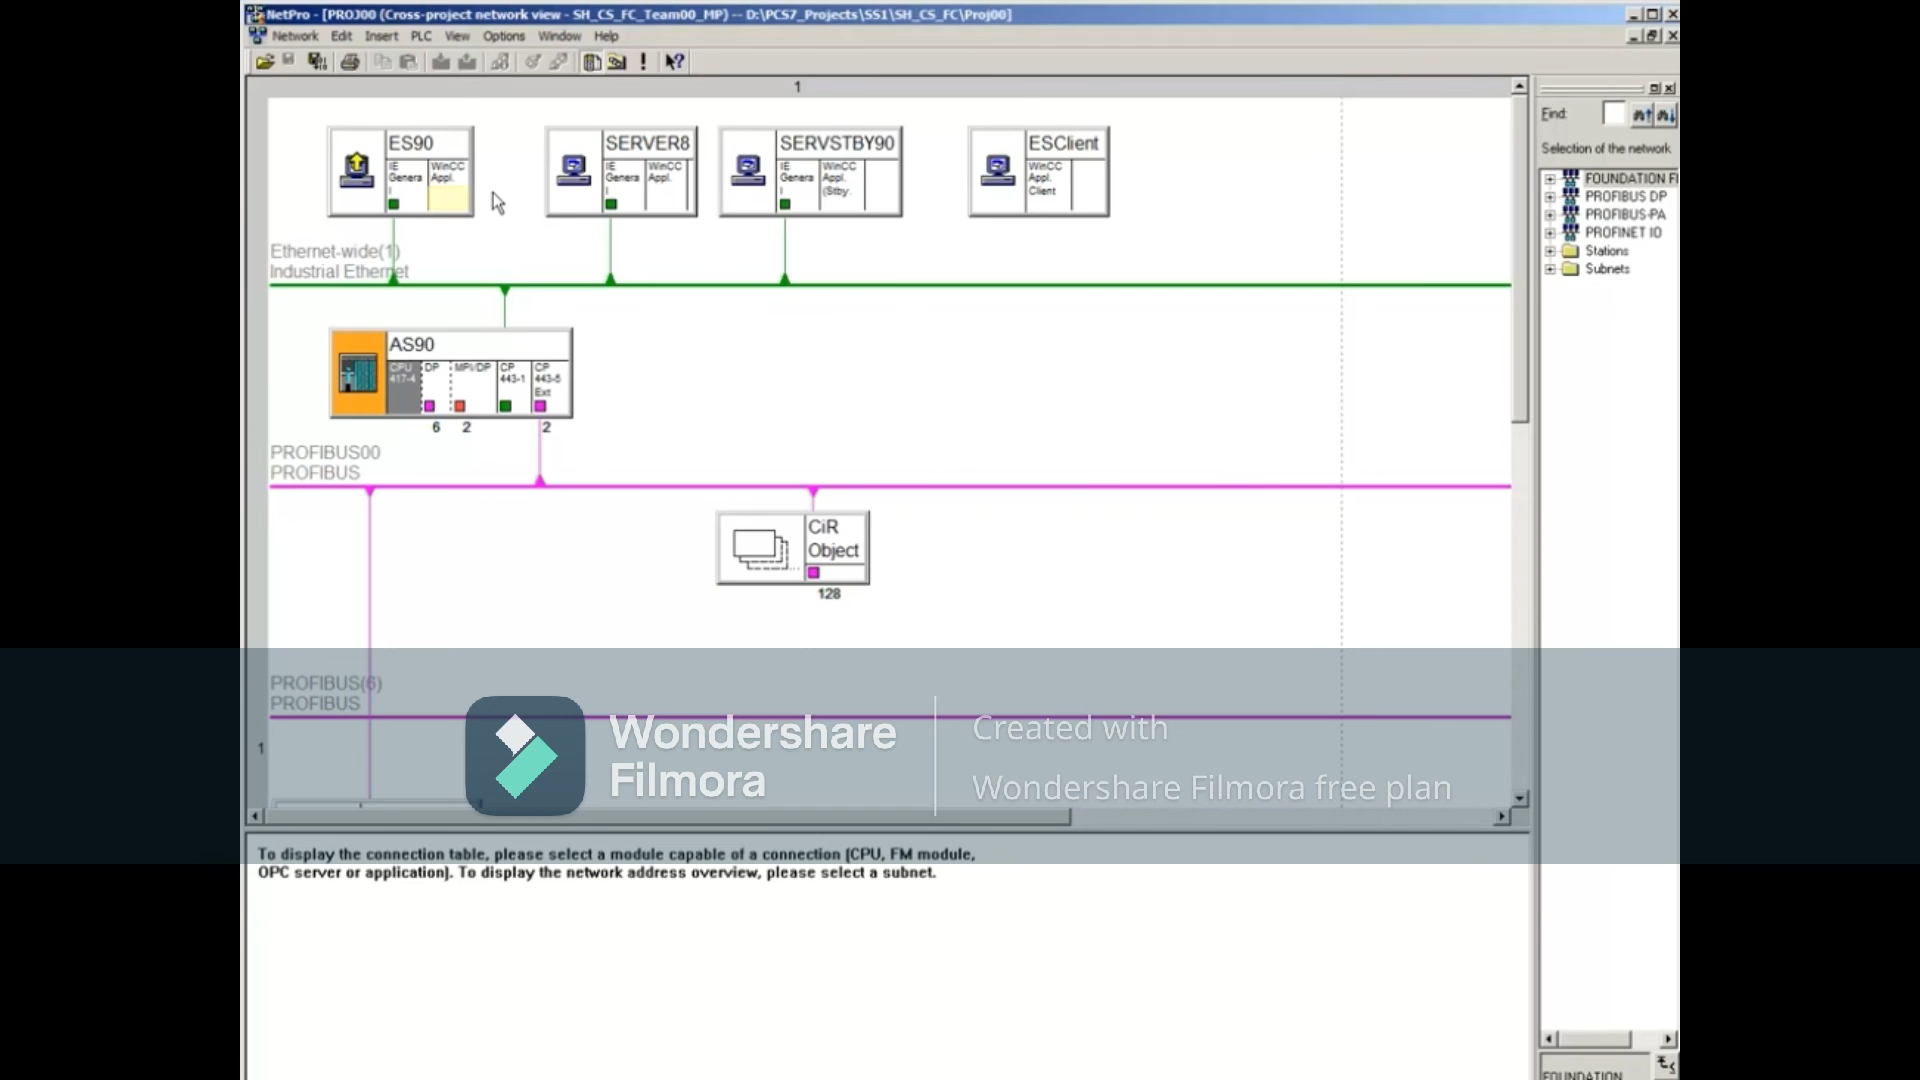 NetPro - [PROJ00 (Cross-project network view - SH_CS_FC_Team00_MP) -- D:\PCS7_Projects\SS1\SH_CS_FC\Proj00]
Network Edit Insert PLC View Options Window Help
1
ES90
IE
Genera
l
WinCC
Appl.
SERVER8
IE
Genera
l
WinCC
Appl.
SERVSTBY90
IE
Genera
l
WinCC
Appl.
(Stby.
ESClient
WinCC
Appl.
Client
Ethernet-wide(1)
Industrial Ethernet
AS90
CPU
417-4
DP
MPI/DP
CP
443-1
CP
443-5
Ext
6 2 2
PROFIBUS00
PROFIBUS
CiR
Object
128
PROFIBUS(6)
PROFIBUS
1
Wondershare
Filmora
Created with
Wondershare Filmora free plan
To display the connection table, please select a module capable of a connection (CPU, FM module,
OPC server or application). To display the network address overview, please select a subnet.
Find:
Selection of the network
FOUNDATION FI
PROFIBUS DP
PROFIBUS-PA
PROFINET IO
Stations
Subnets
FOUNDATION